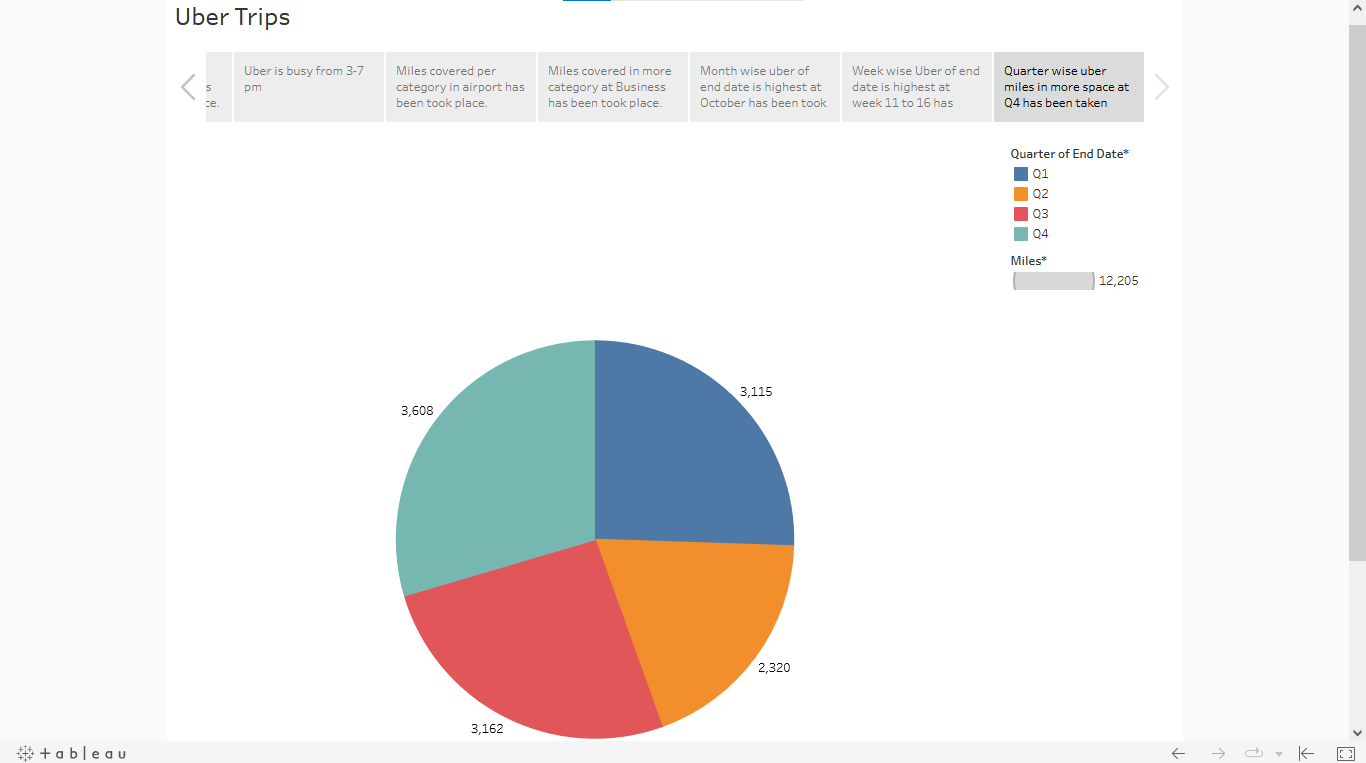 Uber Trips
s
ce.
Uber is busy from 3-7
pm
Miles covered per
category in airport has
been took place.
Miles covered in more
category at Business
has been took place.
Month wise uber of
end date is highest at
October has been took
Week wise Uber of end
date is highest at
week 11 to 16 has
Quarter wise uber
miles in more space at
Q4 has been taken
Quarter of End Date*
Q1
Q2
Q3
Q4
Miles*
12,205
3,115
3,608
2,320
3,162
+ableau